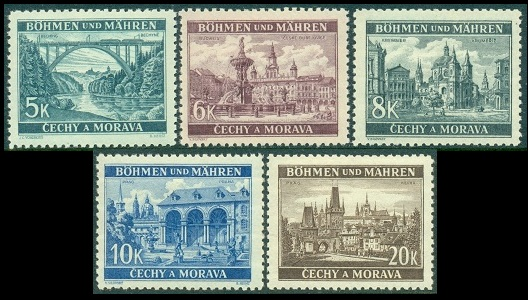 BÖHMEN UND MÄHREN
5K
ČECHY A MORAVA
BÖHMEN UND MÄHREN
6K
ČECHY A MORAVA
BÖHMEN UND MÄHREN
8K
ČECHY A MORAVA
BÖHMEN UND MÄHREN
10K
ČECHY A MORAVA
BÖHMEN UND MÄHREN
20K
ČECHY A MORAVA